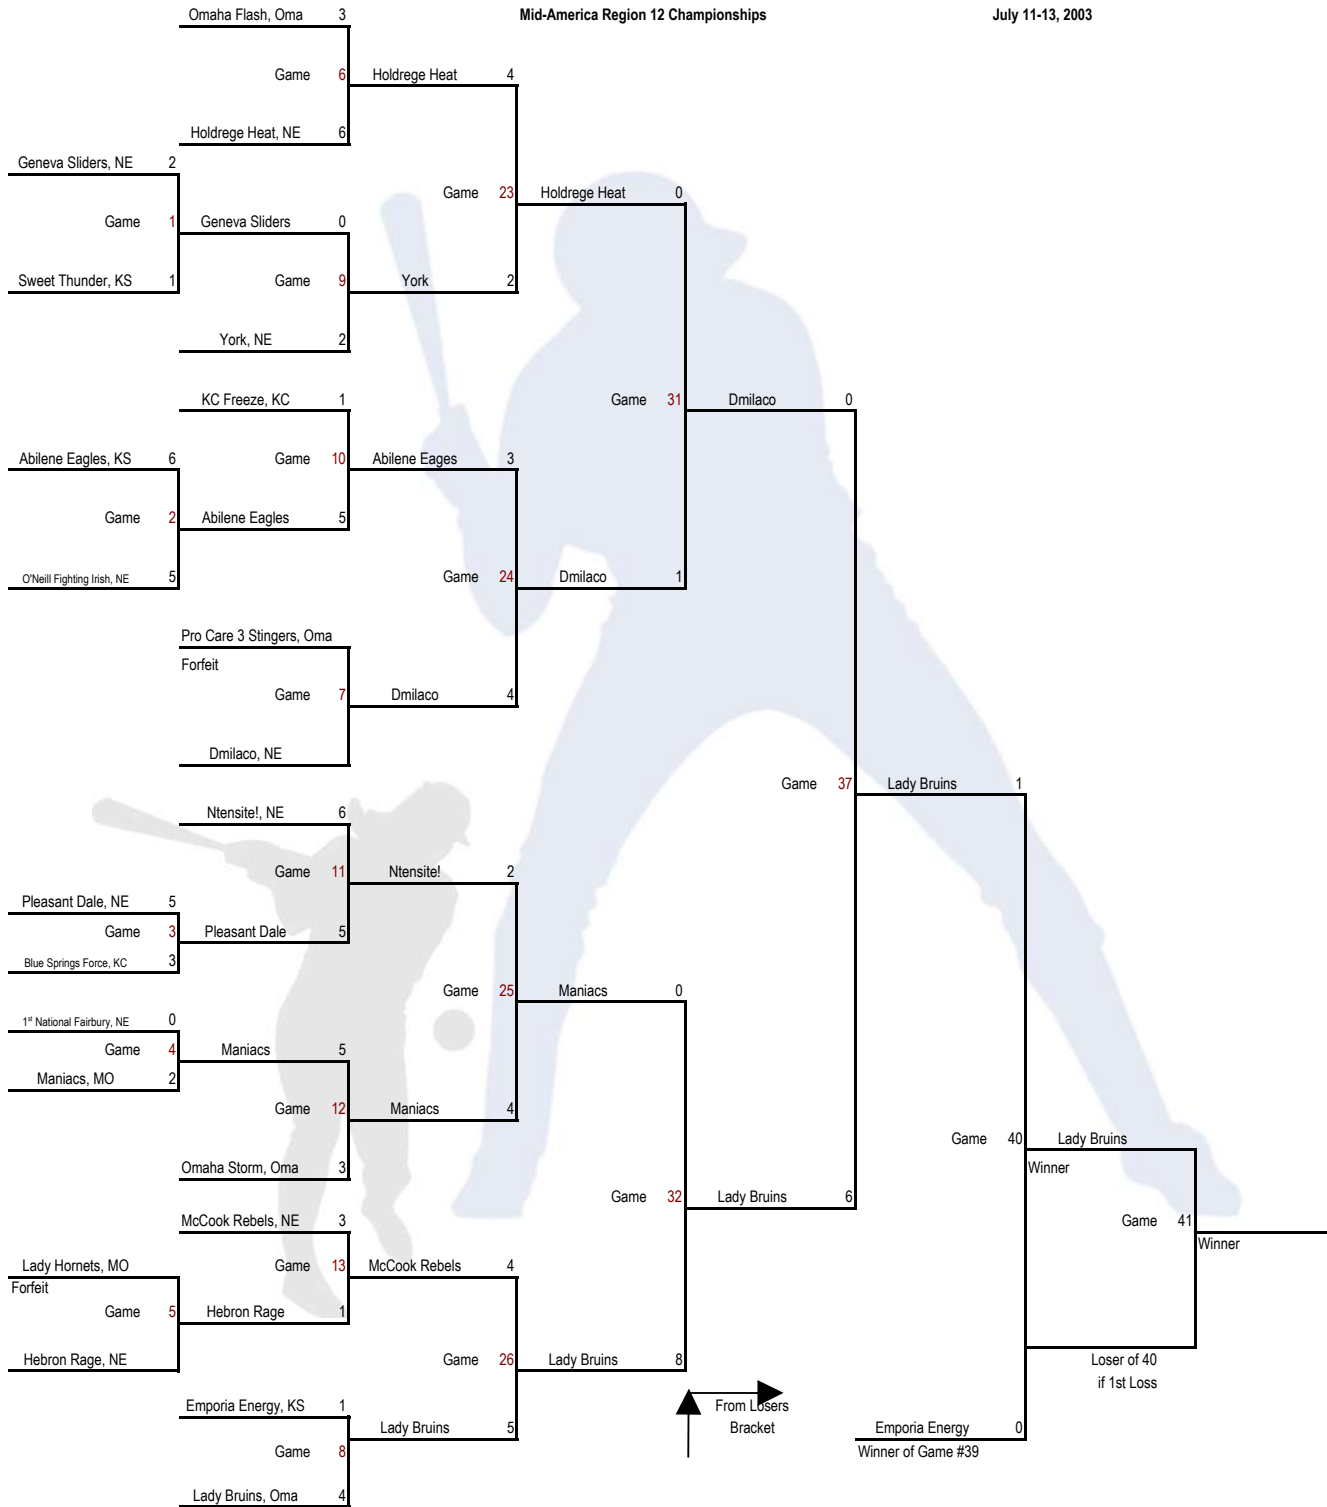 Omaha Flash, Oma 3
Mid-America Region 12 Championships
July 11-13, 2003
Game 6 Holdrege Heat 4
Holdrege Heat, NE 6
Geneva Sliders, NE 2
Game 23 Holdrege Heat 0
Game 1 Geneva Sliders 0
Sweet Thunder, KS 1
Game 9 York 2
York, NE 2
KC Freeze, KC 1
Game 31 Dmilaco 0
Abilene Eagles, KS 6
Game 10 Abilene Eages 3
Game 2 Abilene Eagles 5
O'Neill Fighting Irish, NE 5
Game 24 Dmilaco 1
Pro Care 3 Stingers, Oma
Forfeit
Game 7 Dmilaco 4
Dmilaco, NE
Game 37 Lady Bruins 1
Ntensite!, NE 6
Game 11 Ntensite! 2
Pleasant Dale, NE 5
Game 3 Pleasant Dale 5
Blue Springs Force, KC 3
Game 25 Maniacs 0
1st National Fairbury, NE 0
Game 4 Maniacs 5
Maniacs, MO 2
Game 12 Maniacs 4
Game 40 Lady Bruins
Winner
Omaha Storm, Oma 3
Game 32 Lady Bruins 6
McCook Rebels, NE 3
Game 41
Winner
Lady Hornets, MO
Forfeit
Game 13 McCook Rebels 4
Game 5 Hebron Rage 1
Hebron Rage, NE
Game 26 Lady Bruins 8
Loser of 40
if 1st Loss
Emporia Energy, KS 1
From Losers
Bracket
Lady Bruins 5
Emporia Energy 0
Game 8
Winner of Game #39
Lady Bruins, Oma 4